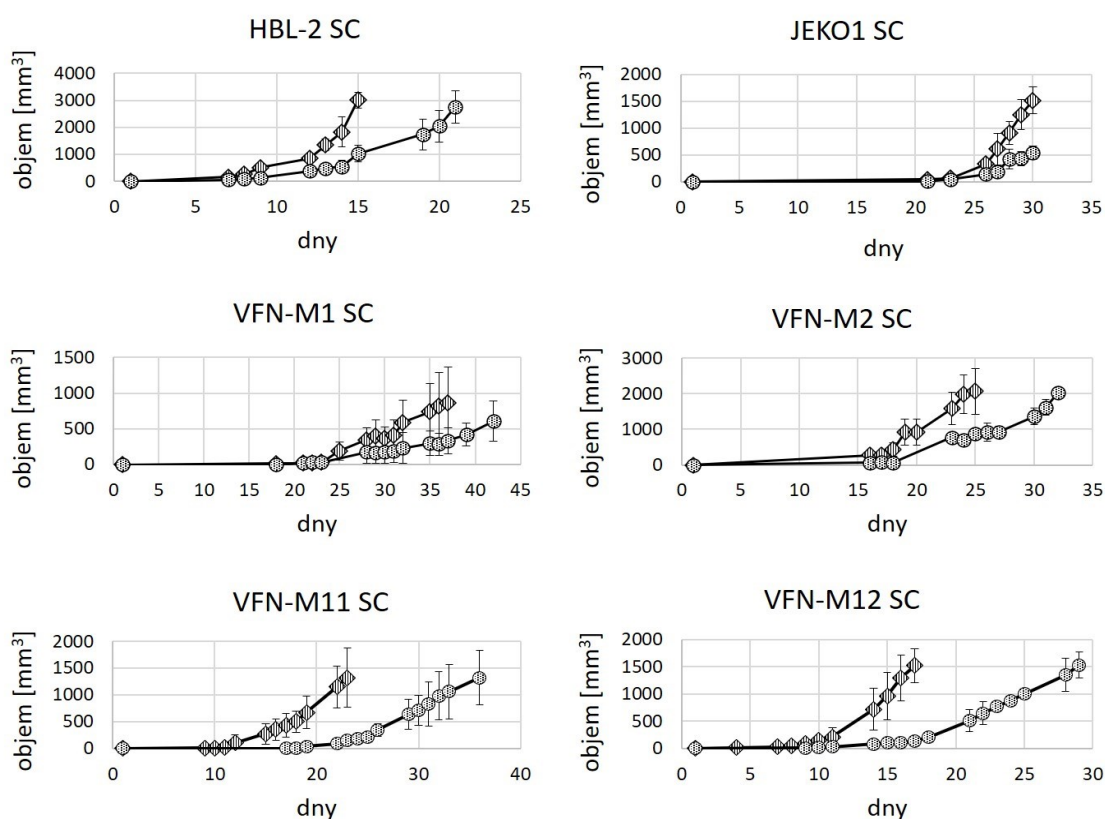 HBL-2 SC
objem [mm³]
4000
3000
2000
1000
0
0 5 10 15 20 25
dny
JEKO1 SC
objem [mm³]
2000
1500
1000
500
0
0 5 10 15 20 25 30 35
dny
VFN-M1 SC
objem [mm³]
1500
1000
500
0
0 5 10 15 20 25 30 35 40 45
dny
VFN-M2 SC
objem [mm³]
3000
2000
1000
0
0 5 10 15 20 25 30 35
dny
VFN-M11 SC
objem [mm³]
2000
1500
1000
500
0
0 10 20 30 40
dny
VFN-M12 SC
objem [mm³]
2000
1500
1000
500
0
0 5 10 15 20 25 30
dny